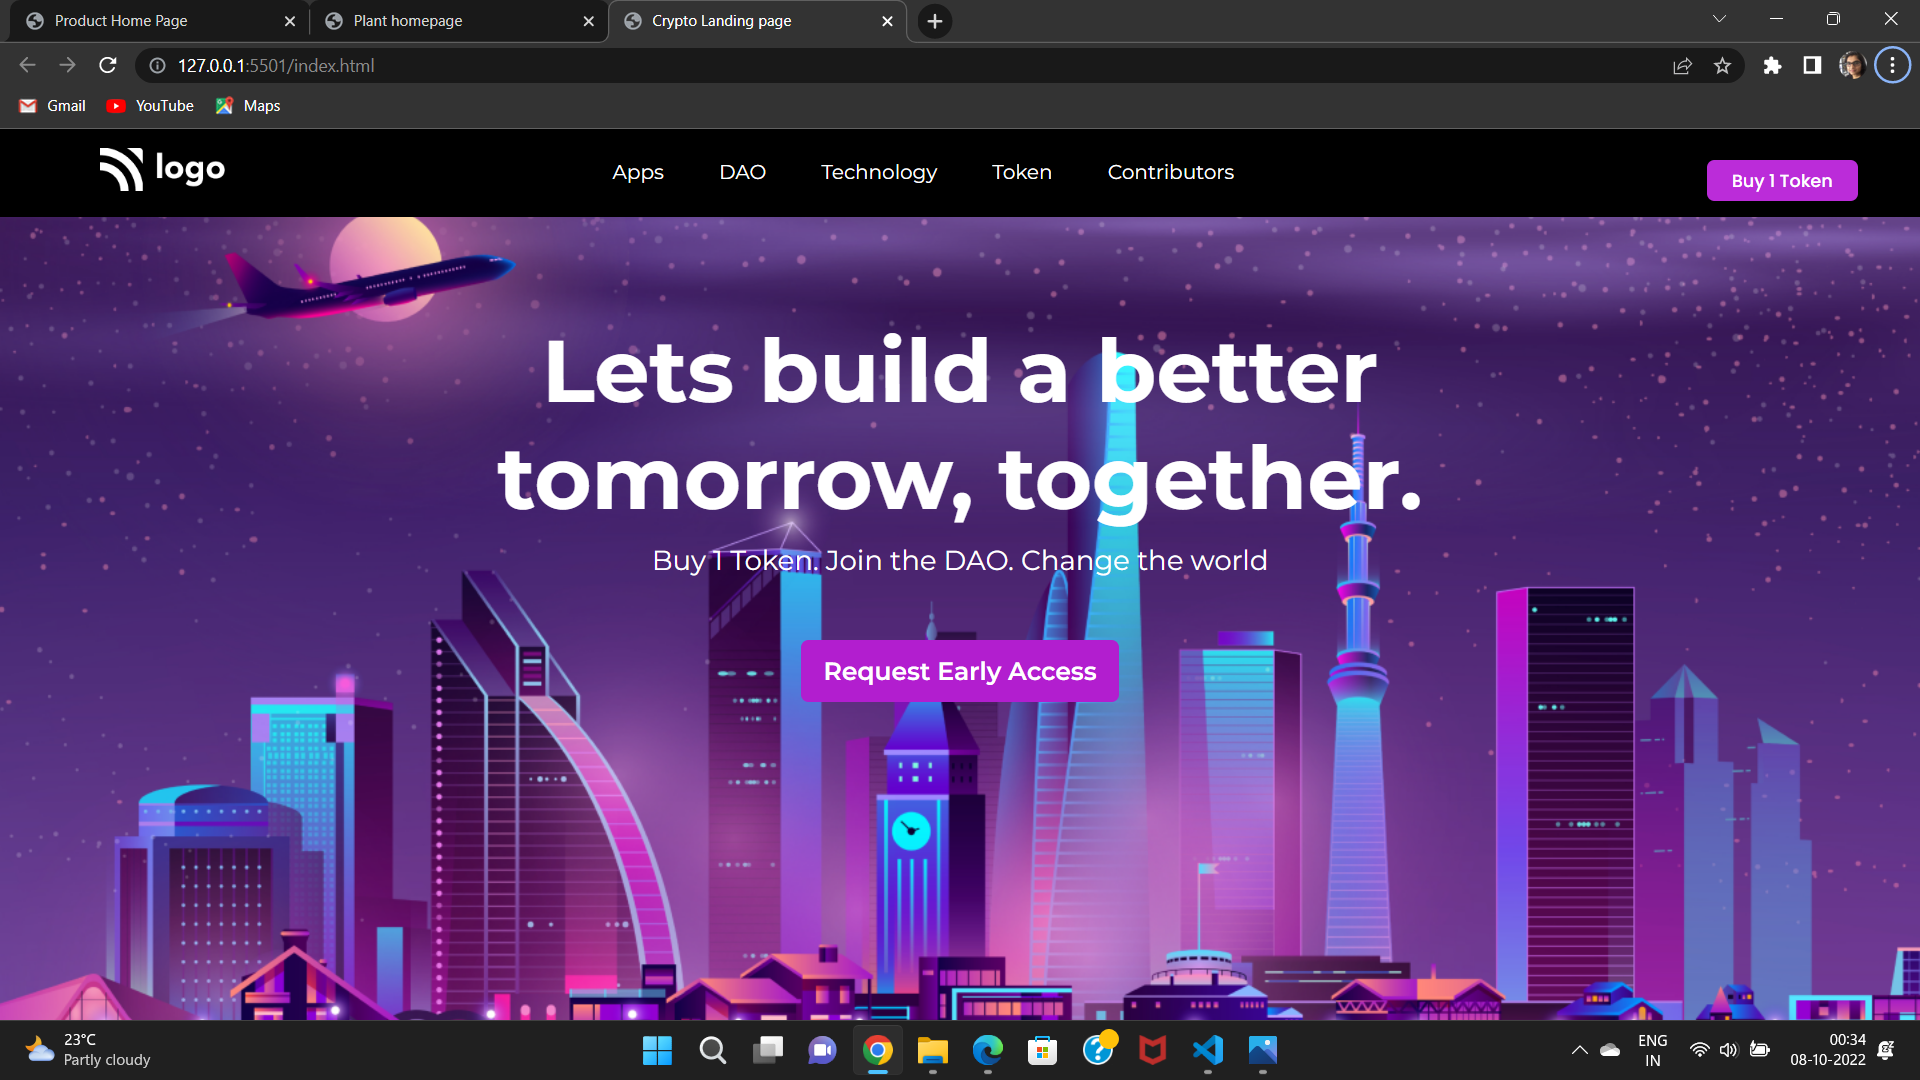 Product Home Page
Plant homepage
Crypto Landing page
127.0.0.1:5501/index.html
Gmail
YouTube
Maps
logo
Apps
DAO
Technology
Token
Contributors
Buy 1 Token
Lets build a better
tomorrow, together.
Buy 1 Token. Join the DAO. Change the world
Request Early Access
23°C
Partly cloudy
ENG
IN
00:34
08-10-2022